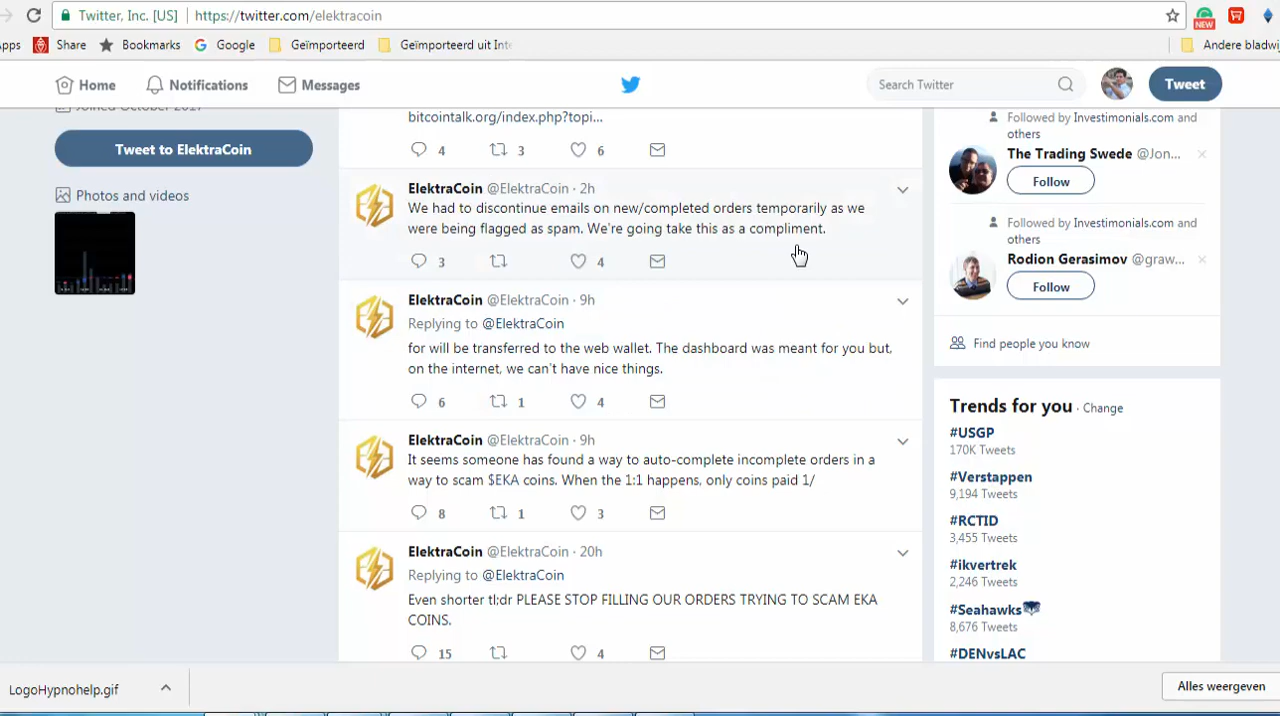 Twitter, Inc. [US] https://twitter.com/elektracoin
NEW
Apps Share Bookmarks Google Geïmporteerd Geïmporteerd uit Inte Andere bladwij
Home Notifications Messages Search Twitter Tweet
Joined October 2017
Tweet to ElektraCoin
Photos and videos
bitcointalk.org/index.php?topi...
4 3 6
ElektraCoin @ElektraCoin · 2h
We had to discontinue emails on new/completed orders temporarily as we
were being flagged as spam. We're going take this as a compliment.
3 4
ElektraCoin @ElektraCoin · 9h
Replying to @ElektraCoin
for will be transferred to the web wallet. The dashboard was meant for you but,
on the internet, we can't have nice things.
6 1 4
ElektraCoin @ElektraCoin · 9h
It seems someone has found a way to auto-complete incomplete orders in a
way to scam $EKA coins. When the 1:1 happens, only coins paid 1/
8 1 3
ElektraCoin @ElektraCoin · 20h
Replying to @ElektraCoin
Even shorter tl;dr PLEASE STOP FILLING OUR ORDERS TRYING TO SCAM EKA
COINS.
15 4
Followed by Investimonials.com and
others
The Trading Swede @Jon...
Follow
Followed by Investimonials.com and
others
Rodion Gerasimov @graw...
Follow
Find people you know
Trends for you · Change
#USGP
170K Tweets
#Verstappen
9,194 Tweets
#RCTID
3,455 Tweets
#ikvertrek
2,246 Tweets
#Seahawks
8,676 Tweets
#DENvsLAC
LogoHypnohelp.gif Alles weergeven